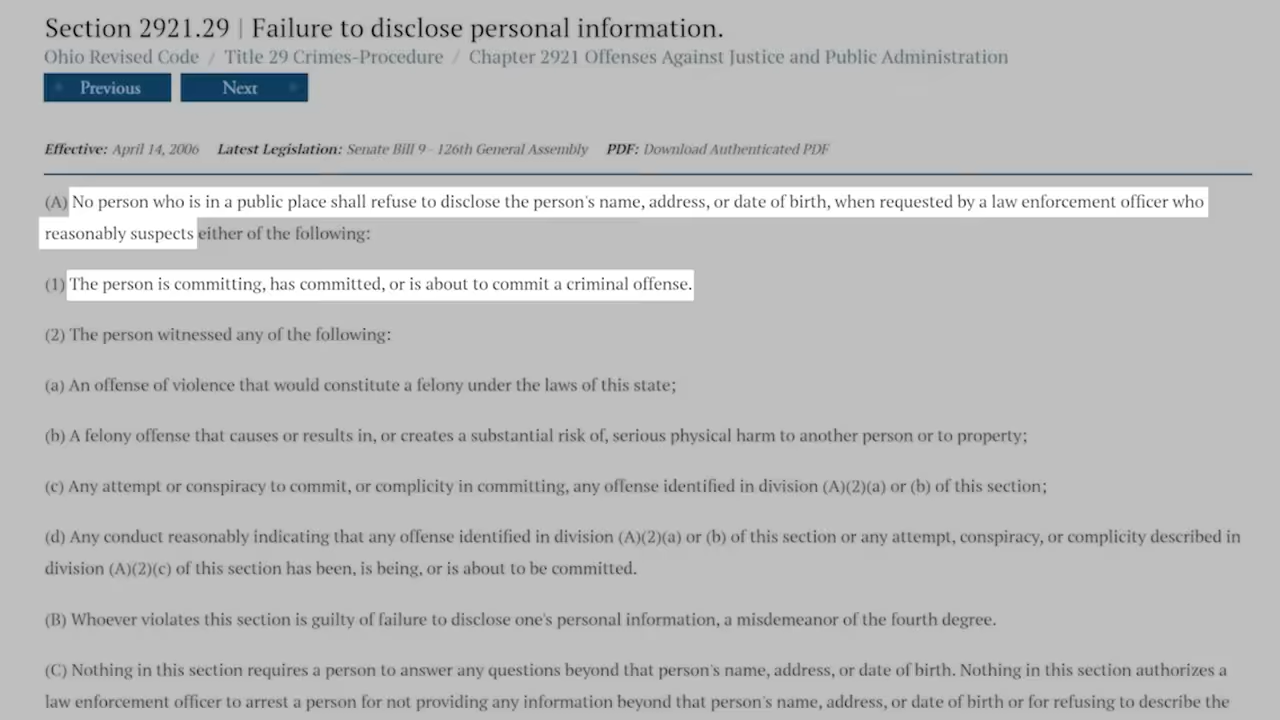 Section 2921.29 | Failure to disclose personal information.
Ohio Revised Code / Title 29 Crimes-Procedure / Chapter 2921 Offenses Against Justice and Public Administration
Previous Next
Effective: April 14, 2006 Latest Legislation: Senate Bill 9 - 126th General Assembly PDF: Download Authenticated PDF
(A) No person who is in a public place shall refuse to disclose the person's name, address, or date of birth, when requested by a law enforcement officer who
reasonably suspects either of the following:
(1) The person is committing, has committed, or is about to commit a criminal offense.
(2) The person witnessed any of the following:
(a) An offense of violence that would constitute a felony under the laws of this state;
(b) A felony offense that causes or results in, or creates a substantial risk of, serious physical harm to another person or to property;
(c) Any attempt or conspiracy to commit, or complicity in committing, any offense identified in division (A)(2)(a) or (b) of this section;
(d) Any conduct reasonably indicating that any offense identified in division (A)(2)(a) or (b) of this section or any attempt, conspiracy, or complicity described in
division (A)(2)(c) of this section has been, is being, or is about to be committed.
(B) Whoever violates this section is guilty of failure to disclose one's personal information, a misdemeanor of the fourth degree.
(C) Nothing in this section requires a person to answer any questions beyond that person's name, address, or date of birth. Nothing in this section authorizes a
law enforcement officer to arrest a person for not providing any information beyond that person's name, address, or date of birth or for refusing to describe the